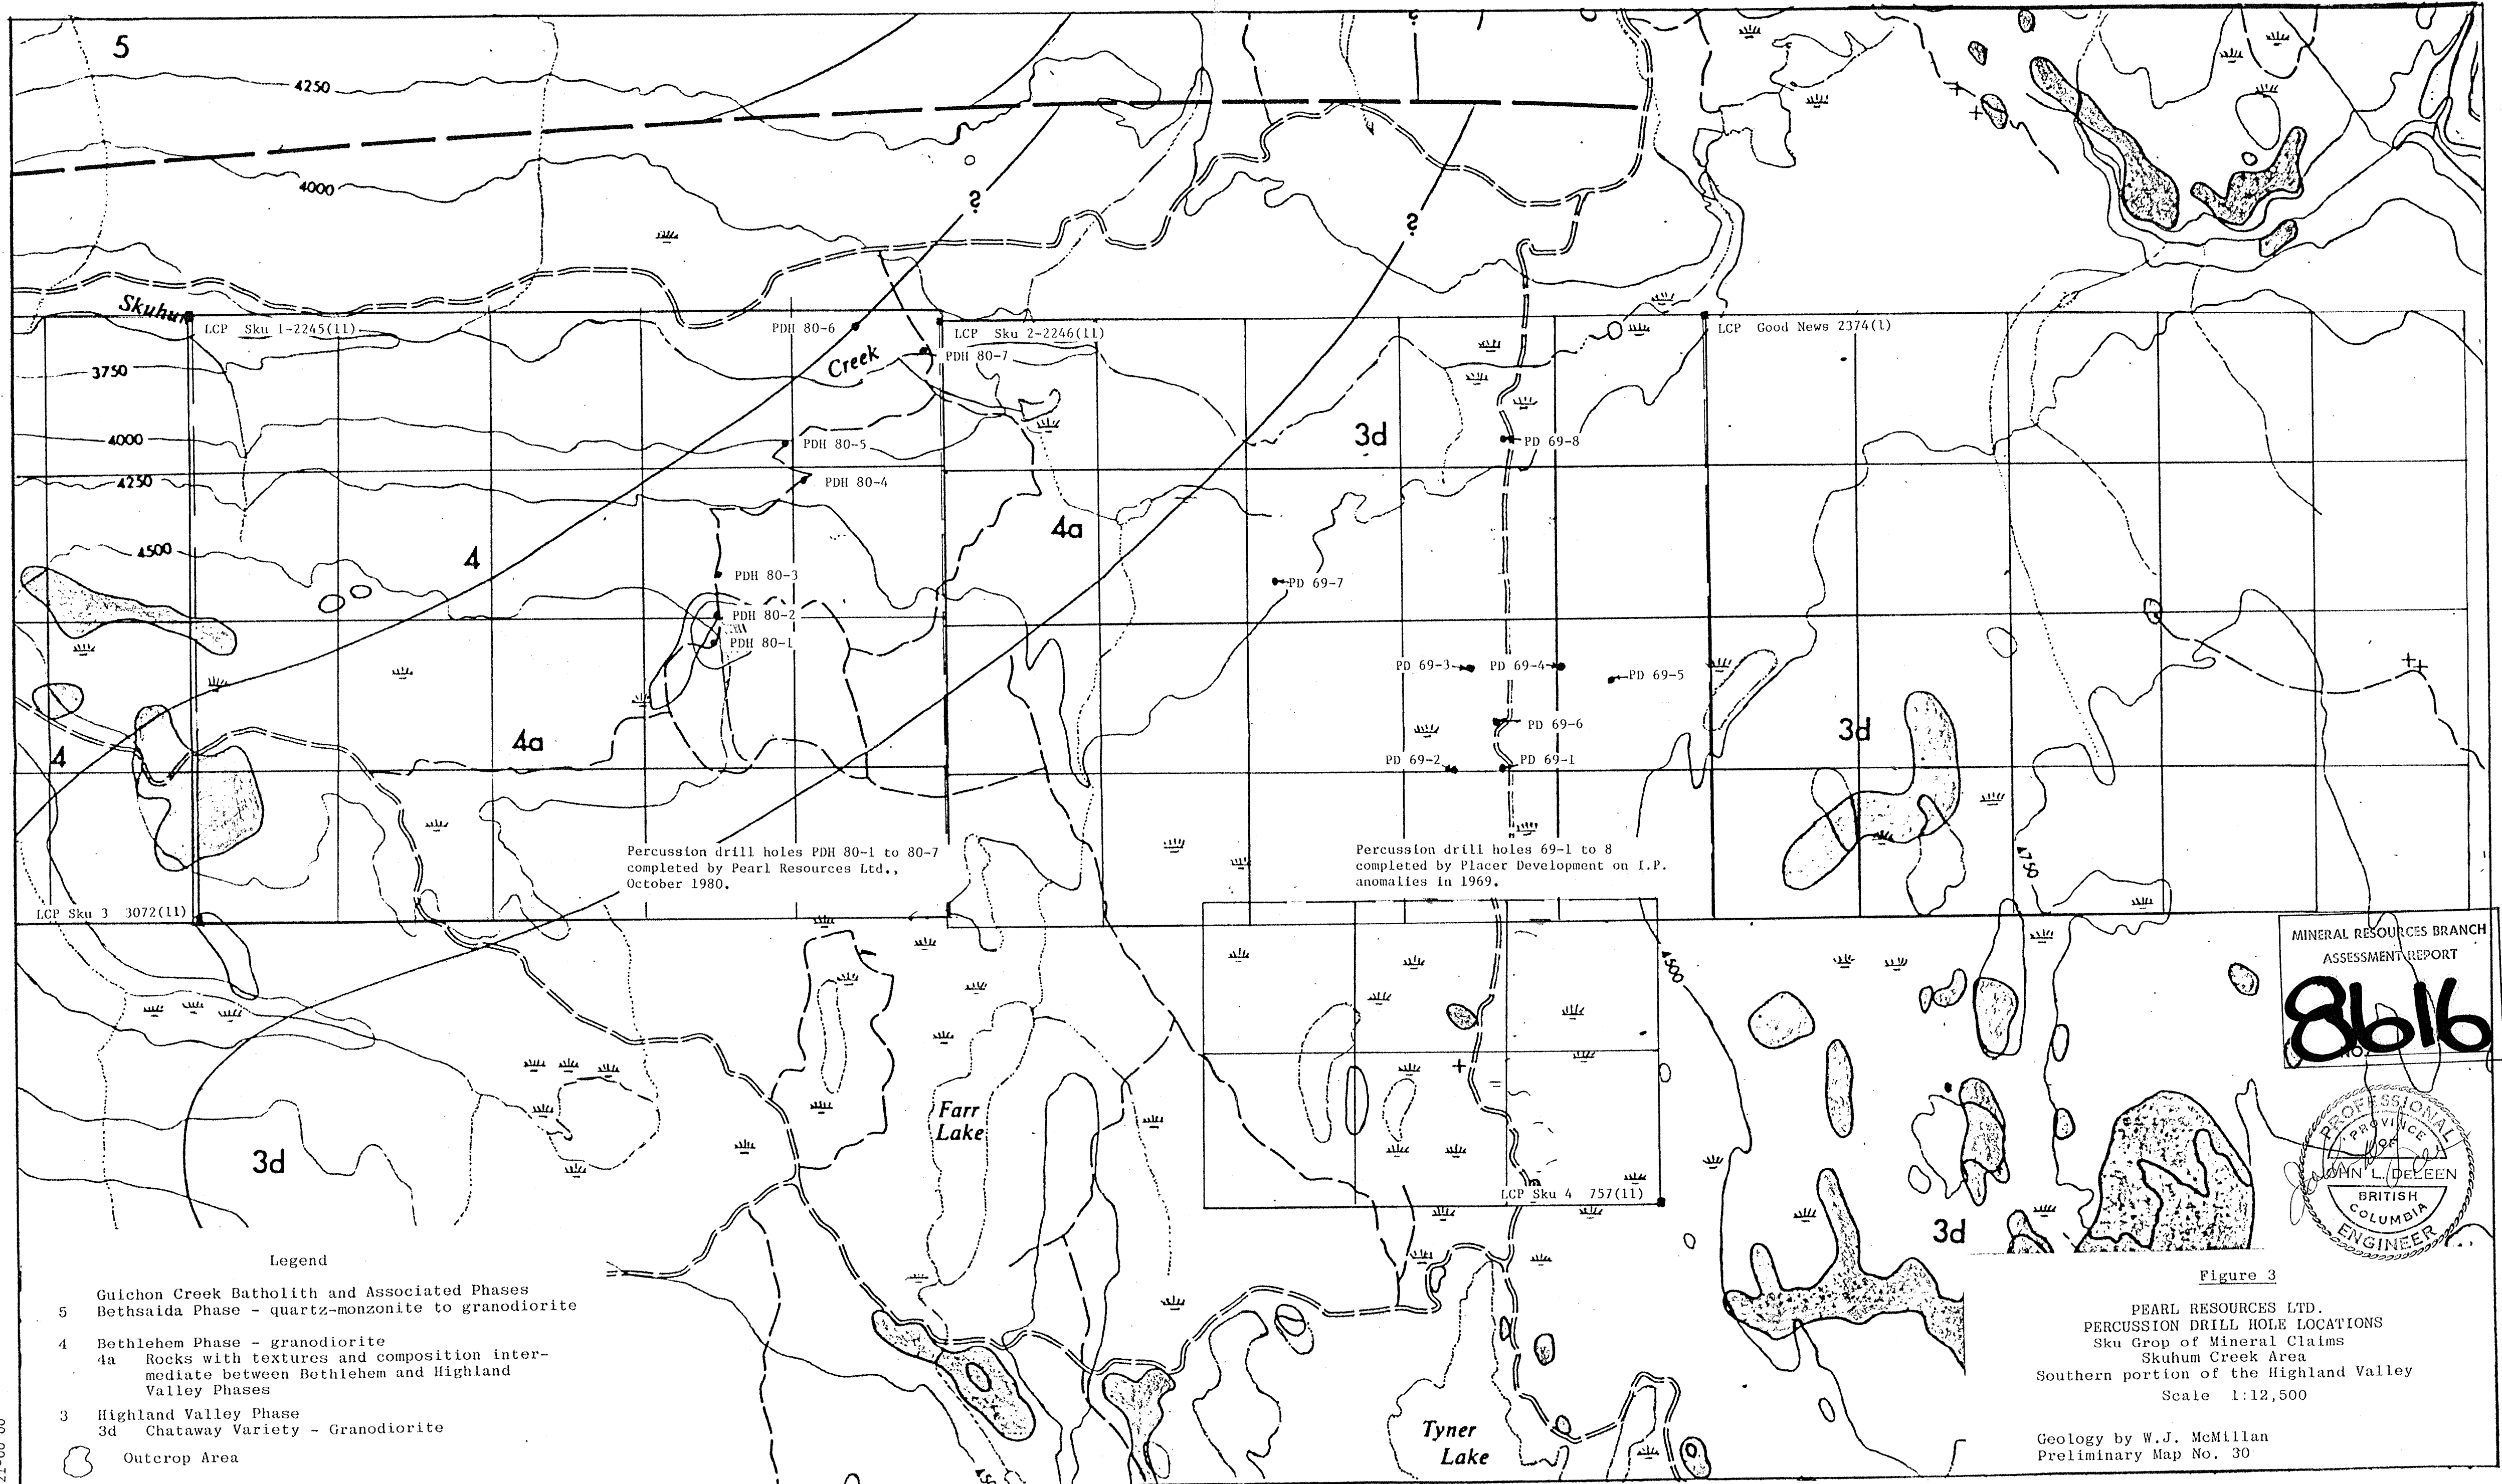 5
4250
4000
?
?
?
Skuhun
LCP Sku 1-2245(11)
PDH 80-6
LCP Sku 2-2246(11)
LCP Good News 2374(1)
Creek
PDH 80-7
3750
4000
PDH 80-5
3d
PD 69-8
4250
PDH 80-4
4a
4500
4
PDH 80-3
PD 69-7
PDH 80-2
PDH 80-1
PD 69-3
PD 69-4
PD 69-5
4
4a
PD 69-6
3d
PD 69-2
PD 69-1
Percussion drill holes PDH 80-1 to 80-7
completed by Pearl Resources Ltd.,
October 1980.
Percussion drill holes 69-1 to 8
completed by Placer Development on I.P.
anomalies in 1969.
4750
LCP Sku 3 3072(11)
4500
MINERAL RESOURCES BRANCH
ASSESSMENT REPORT
8616
NO.
Farr
Lake
3d
LCP Sku 4 757(11)
3d
PROFESSIONAL
PROVINCE
OF
JOHN L. DeLEEN
BRITISH
COLUMBIA
ENGINEER
Legend
Guichon Creek Batholith and Associated Phases
5 Bethsaida Phase - quartz-monzonite to granodiorite
4 Bethlehem Phase - granodiorite
4a Rocks with textures and composition inter-
mediate between Bethlehem and Highland
Valley Phases
3 Highland Valley Phase
3d Chataway Variety - Granodiorite
Outcrop Area
Tyner
Lake
Figure 3
PEARL RESOURCES LTD.
PERCUSSION DRILL HOLE LOCATIONS
Sku Grop of Mineral Claims
Skuhum Creek Area
Southern portion of the Highland Valley
Scale 1:12,500
Geology by W.J. McMillan
Preliminary Map No. 30